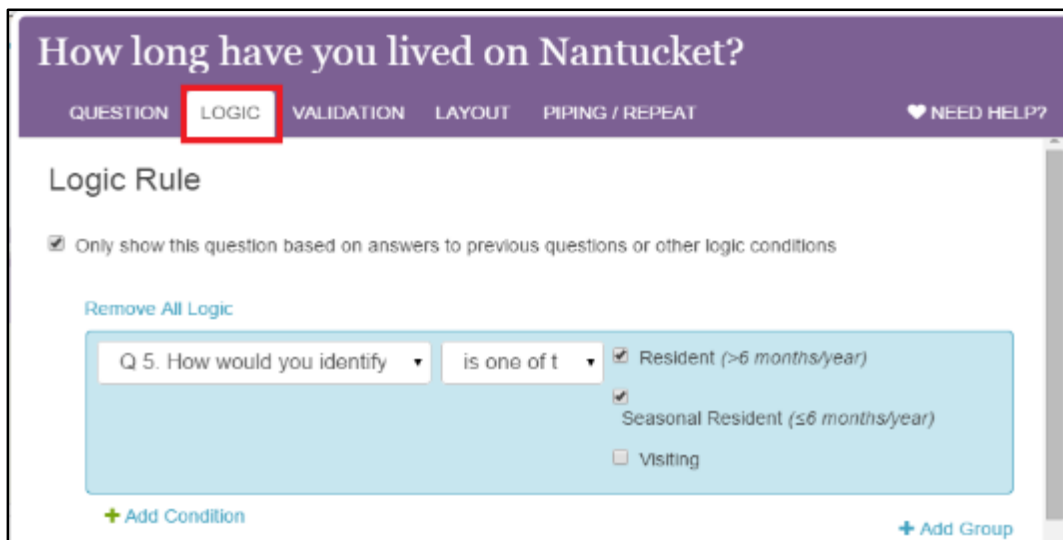 How long have you lived on Nantucket?
QUESTION LOGIC VALIDATION LAYOUT PIPING / REPEAT NEED HELP?
Logic Rule
Only show this question based on answers to previous questions or other logic conditions
Remove All Logic
Q 5. How would you identify is one of t Resident (>6 months/year)
Seasonal Resident (≤6 months/year)
Visiting
+ Add Condition
+ Add Group